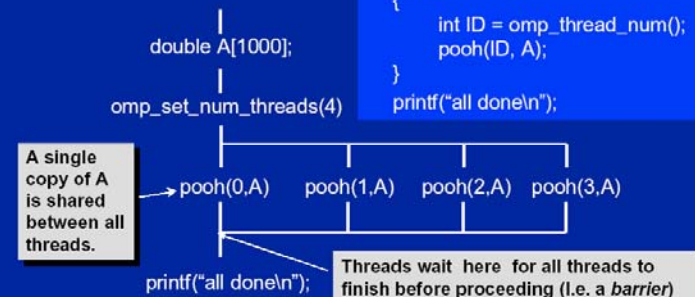 {
int ID = omp_thread_num();
pooh(ID, A);
}
printf(“all done\n”);
double A[1000];
omp_set_num_threads(4)
A single
copy of A
is shared
between all
threads.
pooh(0,A) pooh(1,A) pooh(2,A) pooh(3,A)
printf(“all done\n”);
Threads wait here for all threads to
finish before proceeding (I.e. a barrier)